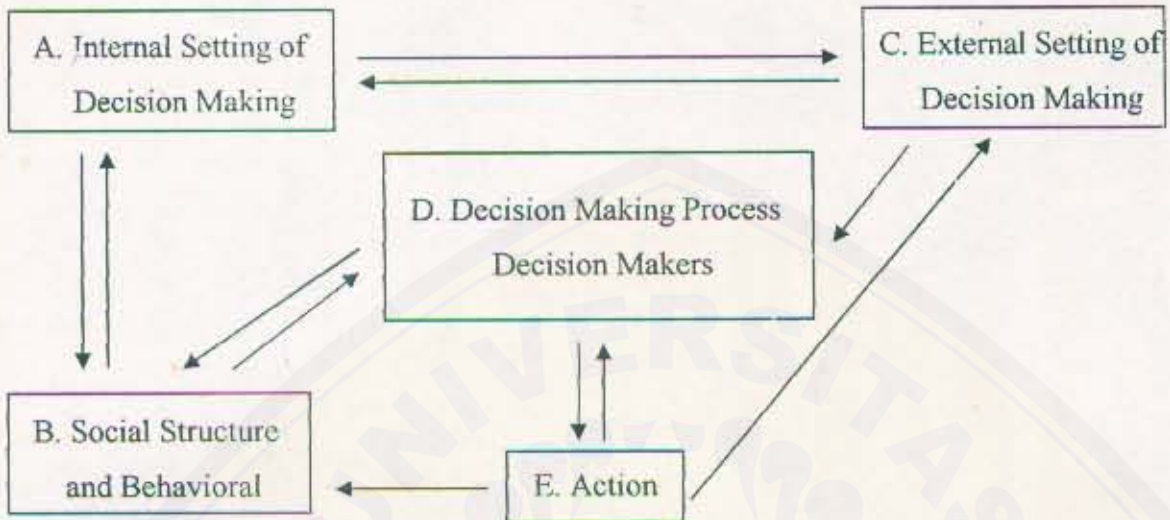 A. Internal Setting of
Decision Making
C. External Setting of
Decision Making
D. Decision Making Process
Decision Makers
B. Social Structure
and Behavioral
E. Action
UNIVERSITAS